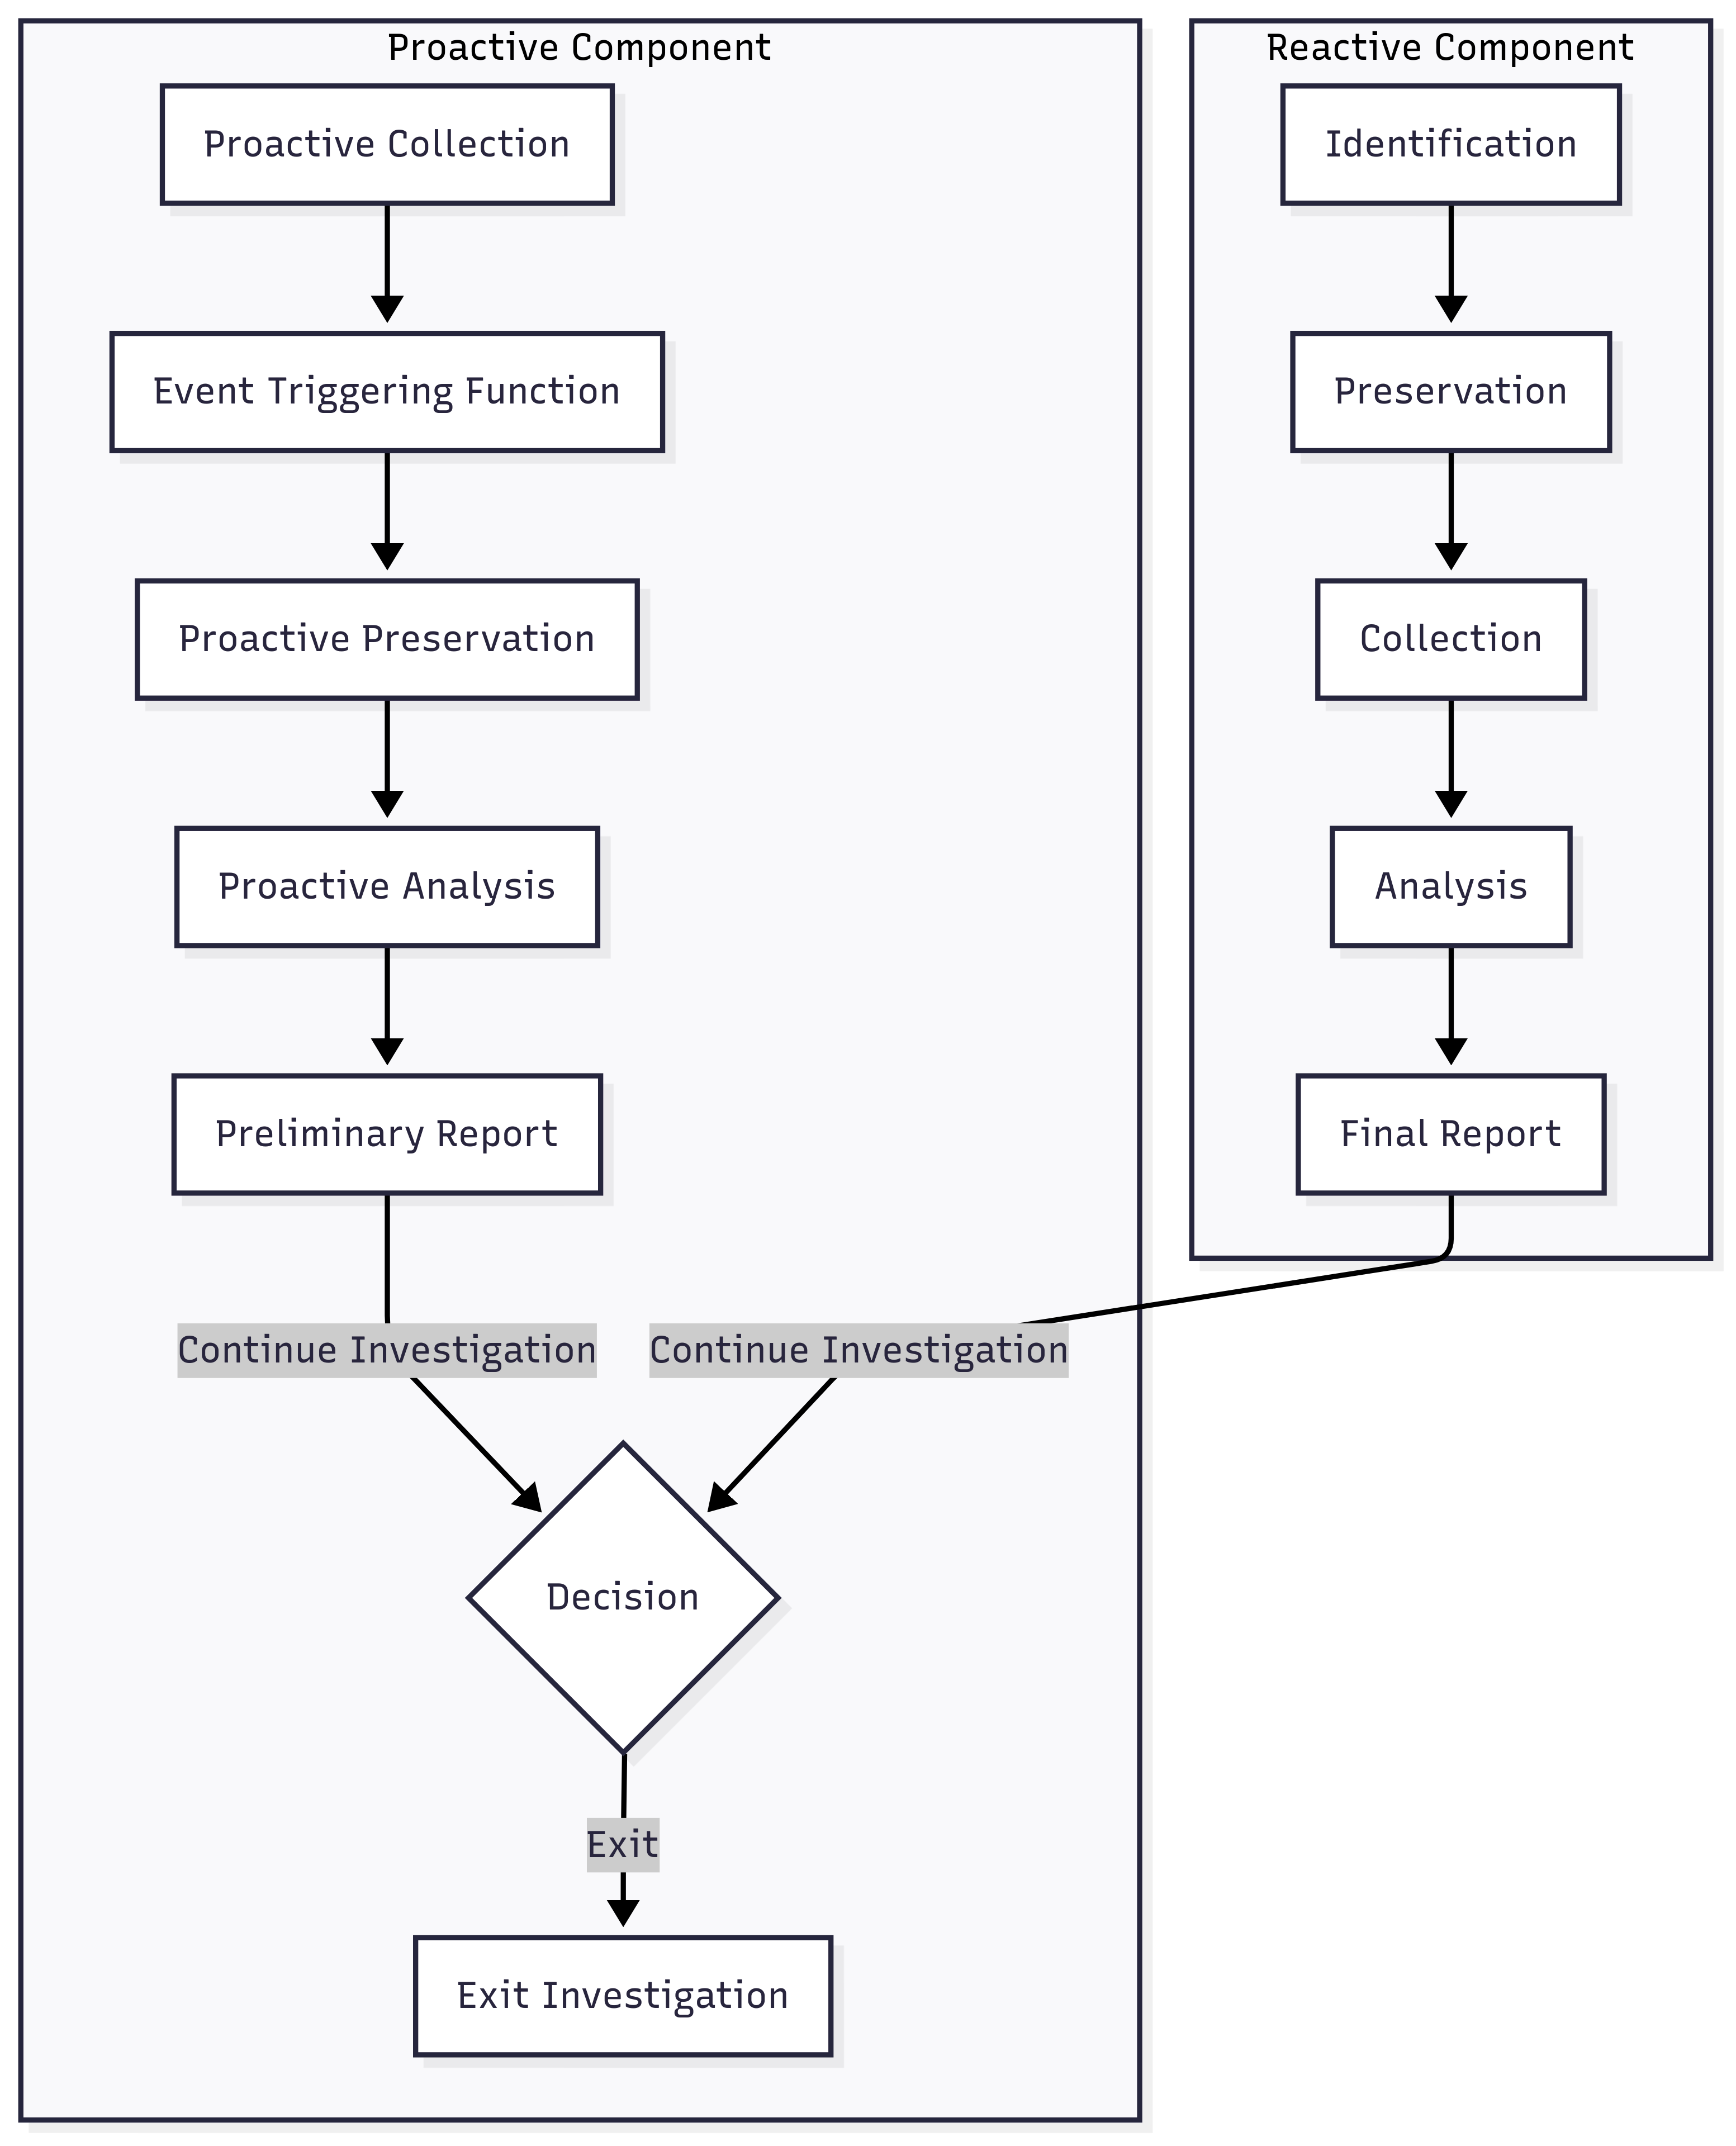 Proactive Component
Proactive Collection
Event Triggering Function
Proactive Preservation
Proactive Analysis
Preliminary Report
Continue Investigation
Continue Investigation
Decision
Exit
Exit Investigation
Reactive Component
Identification
Preservation
Collection
Analysis
Final Report